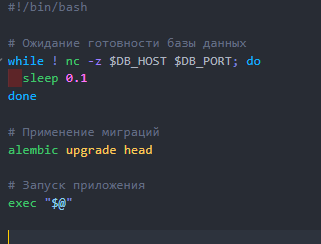 #!/bin/bash
# Ожидание готовности базы данных
while ! nc -z $DB_HOST $DB_PORT; do
sleep 0.1
done
# Применение миграций
alembic upgrade head
# Запуск приложения
exec "$@"